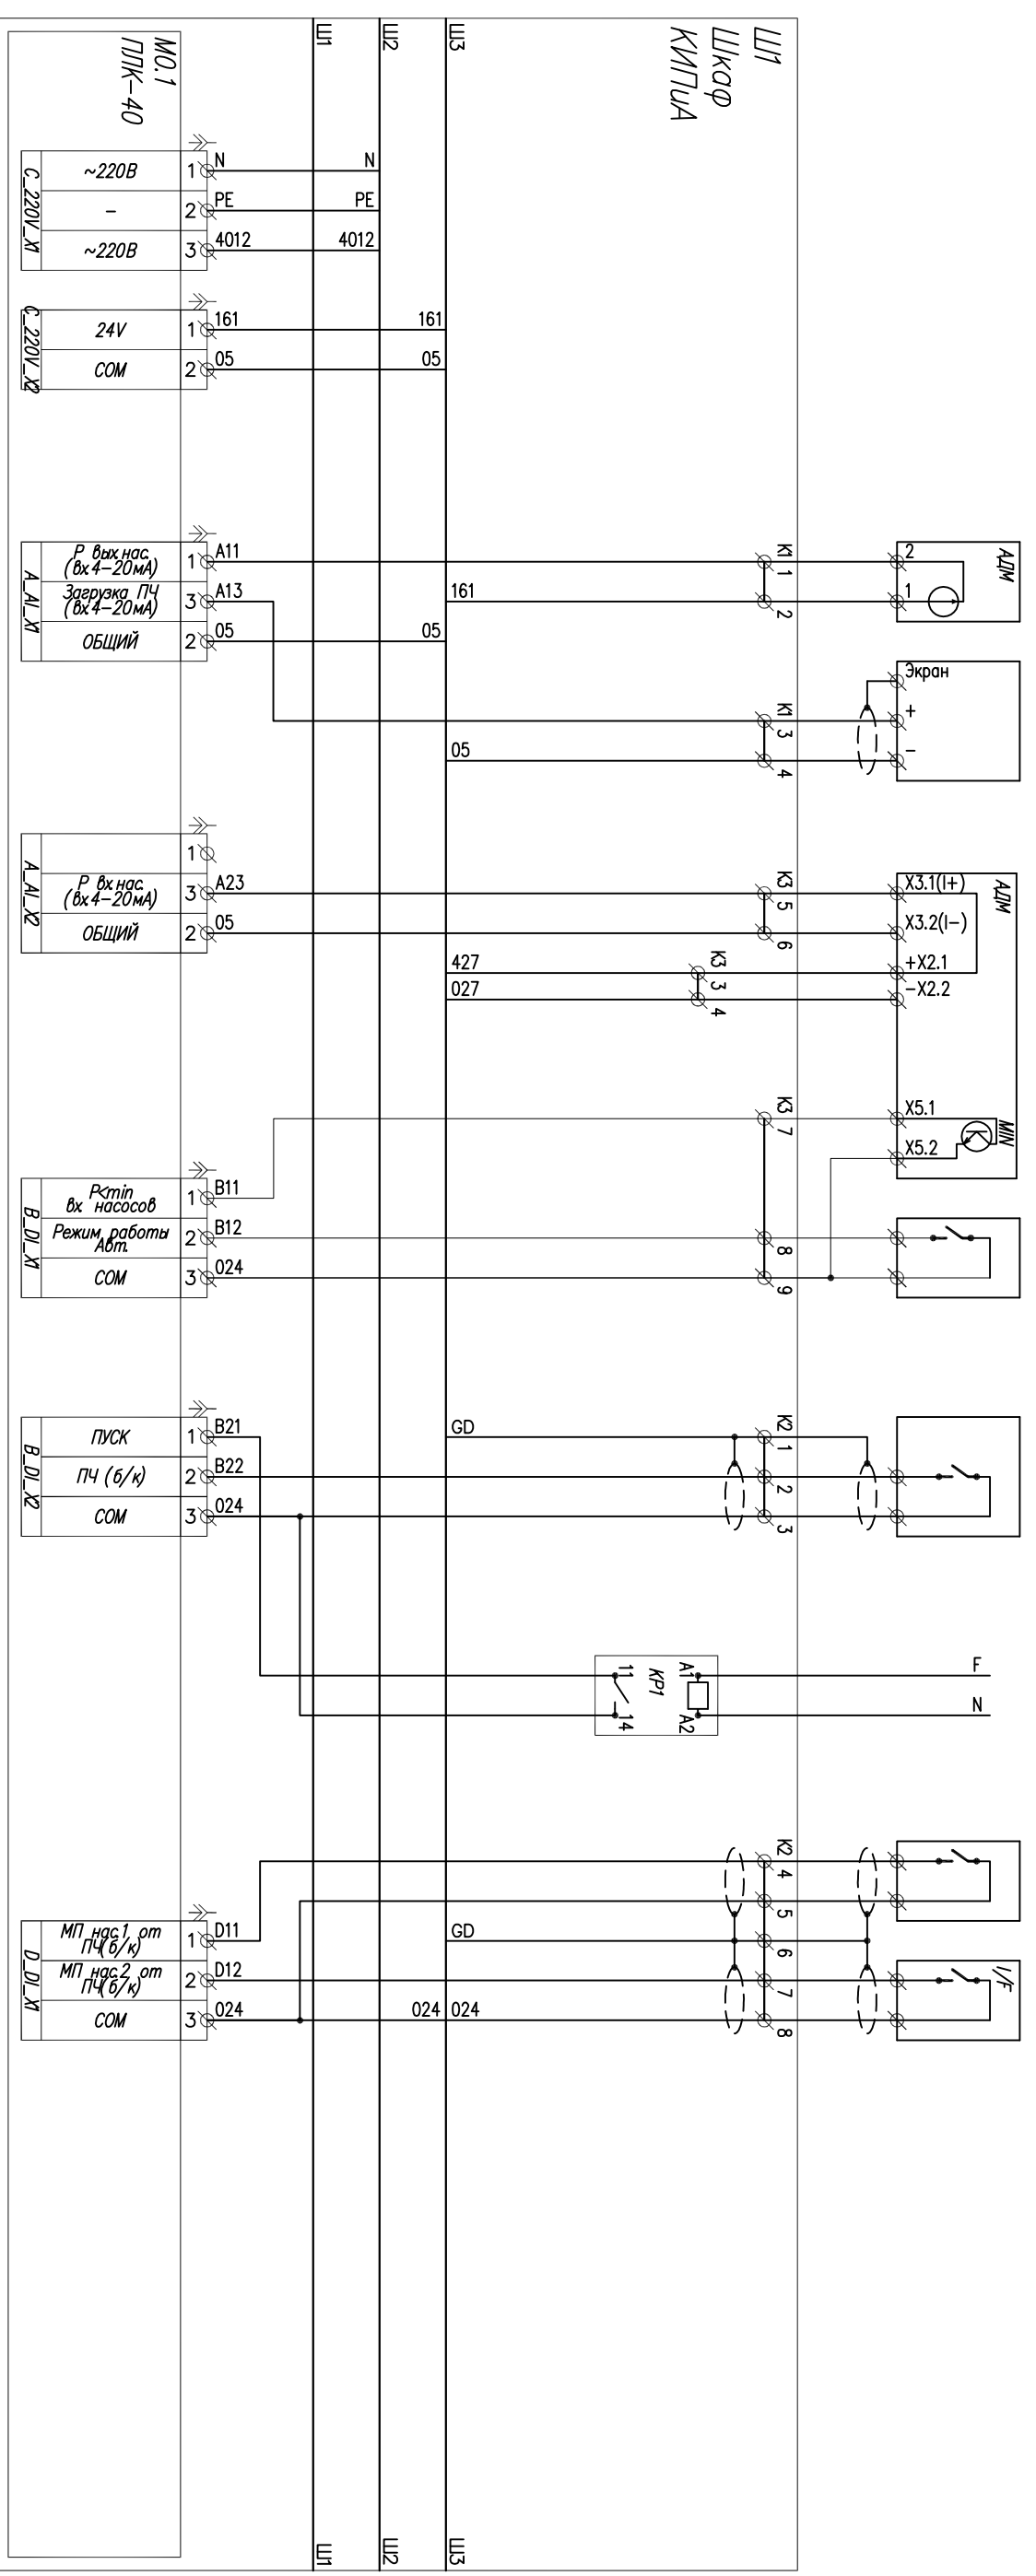 Ш1
Шкаф
КИПиА
Ш1
Ш2
Ш3
М0.1
ПЛК-40
C_220V_X1
~220В
1
N
N
-
2
PE
PE
~220В
3
4012
4012
C_220V_X2
24V
1
161
161
COM
2
05
05
A_AI_X1
Р вых.нас.
(вх.4-20мА)
1
A11
К1
1
2
АДМ
Загрузка ПЧ
(вх.4-20мА)
3
A13
161
2
1
ОБЩИЙ
2
05
05
Экран
К1
3
+
05
4
-
A_AI_X2
1
АДМ
Р вх.нас.
(вх.4-20мА)
3
A23
К3
5
X3.1(I+)
ОБЩИЙ
2
05
6
X3.2(I-)
427
К3
3
+X2.1
027
4
-X2.2
К3
7
X5.1
MIN
X5.2
B_DI_X1
P<min
вх. насосов
1
B11
Режим работы
Авт.
2
B12
8
COM
3
024
9
B_DI_X2
ПУСК
1
B21
GD
К2
1
ПЧ (б/к)
2
B22
2
COM
3
024
3
11
КР1
A1
F
14
A2
N
К2
4
5
D_DI_X1
МП нас.1 от
ПЧ(б/к)
1
D11
GD
6
МП нас.2 от
ПЧ(б/к)
2
D12
7
I/F
COM
3
024
024
024
8
Ш1
Ш2
Ш3